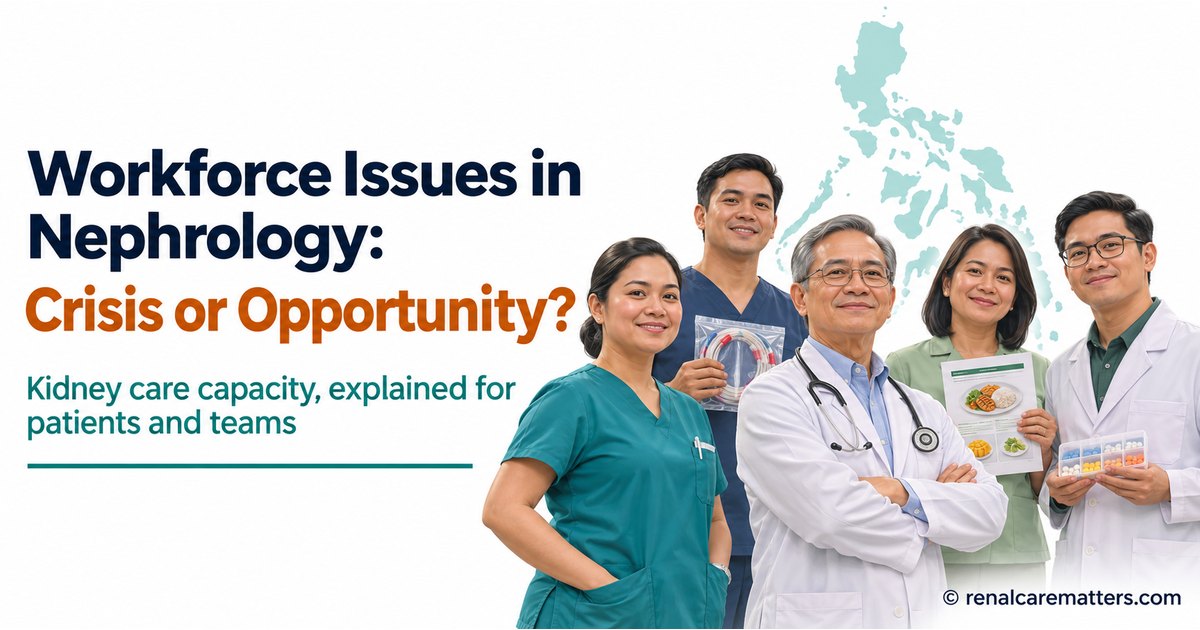 Workforce Issues in
Nephrology:
Crisis or Opportunity?
Kidney care capacity, explained for
patients and teams
© renalcarematters.com